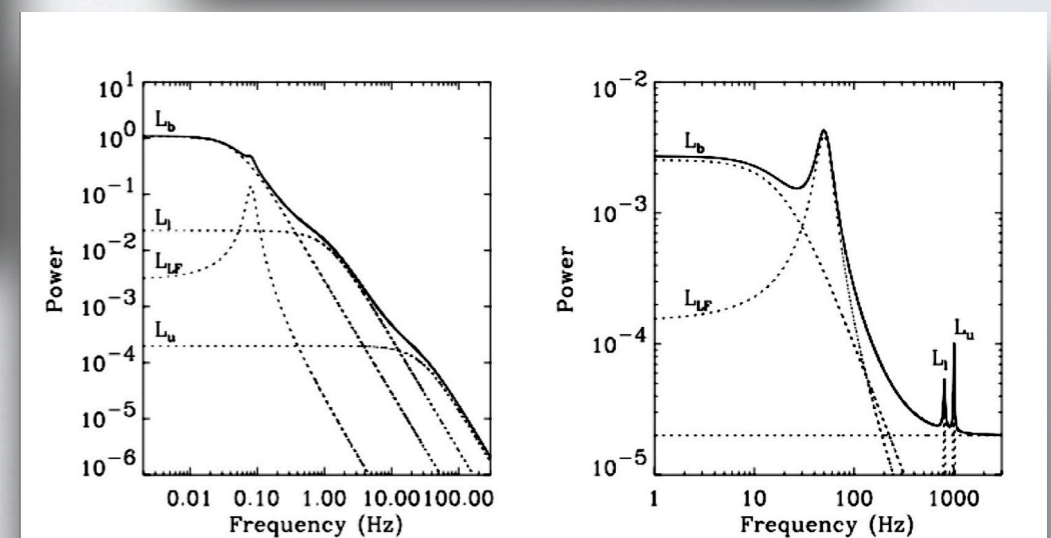 10^1
10^0
10^-1
10^-2
10^-3
10^-4
10^-5
10^-6
Power
L_b
L_l
L_LF
L_u
0.01 0.10 1.00 10.00100.00
Frequency (Hz)
10^-2
10^-3
10^-4
10^-5
Power
L_b
L_LF
L_l
L_u
1 10 100 1000
Frequency (Hz)